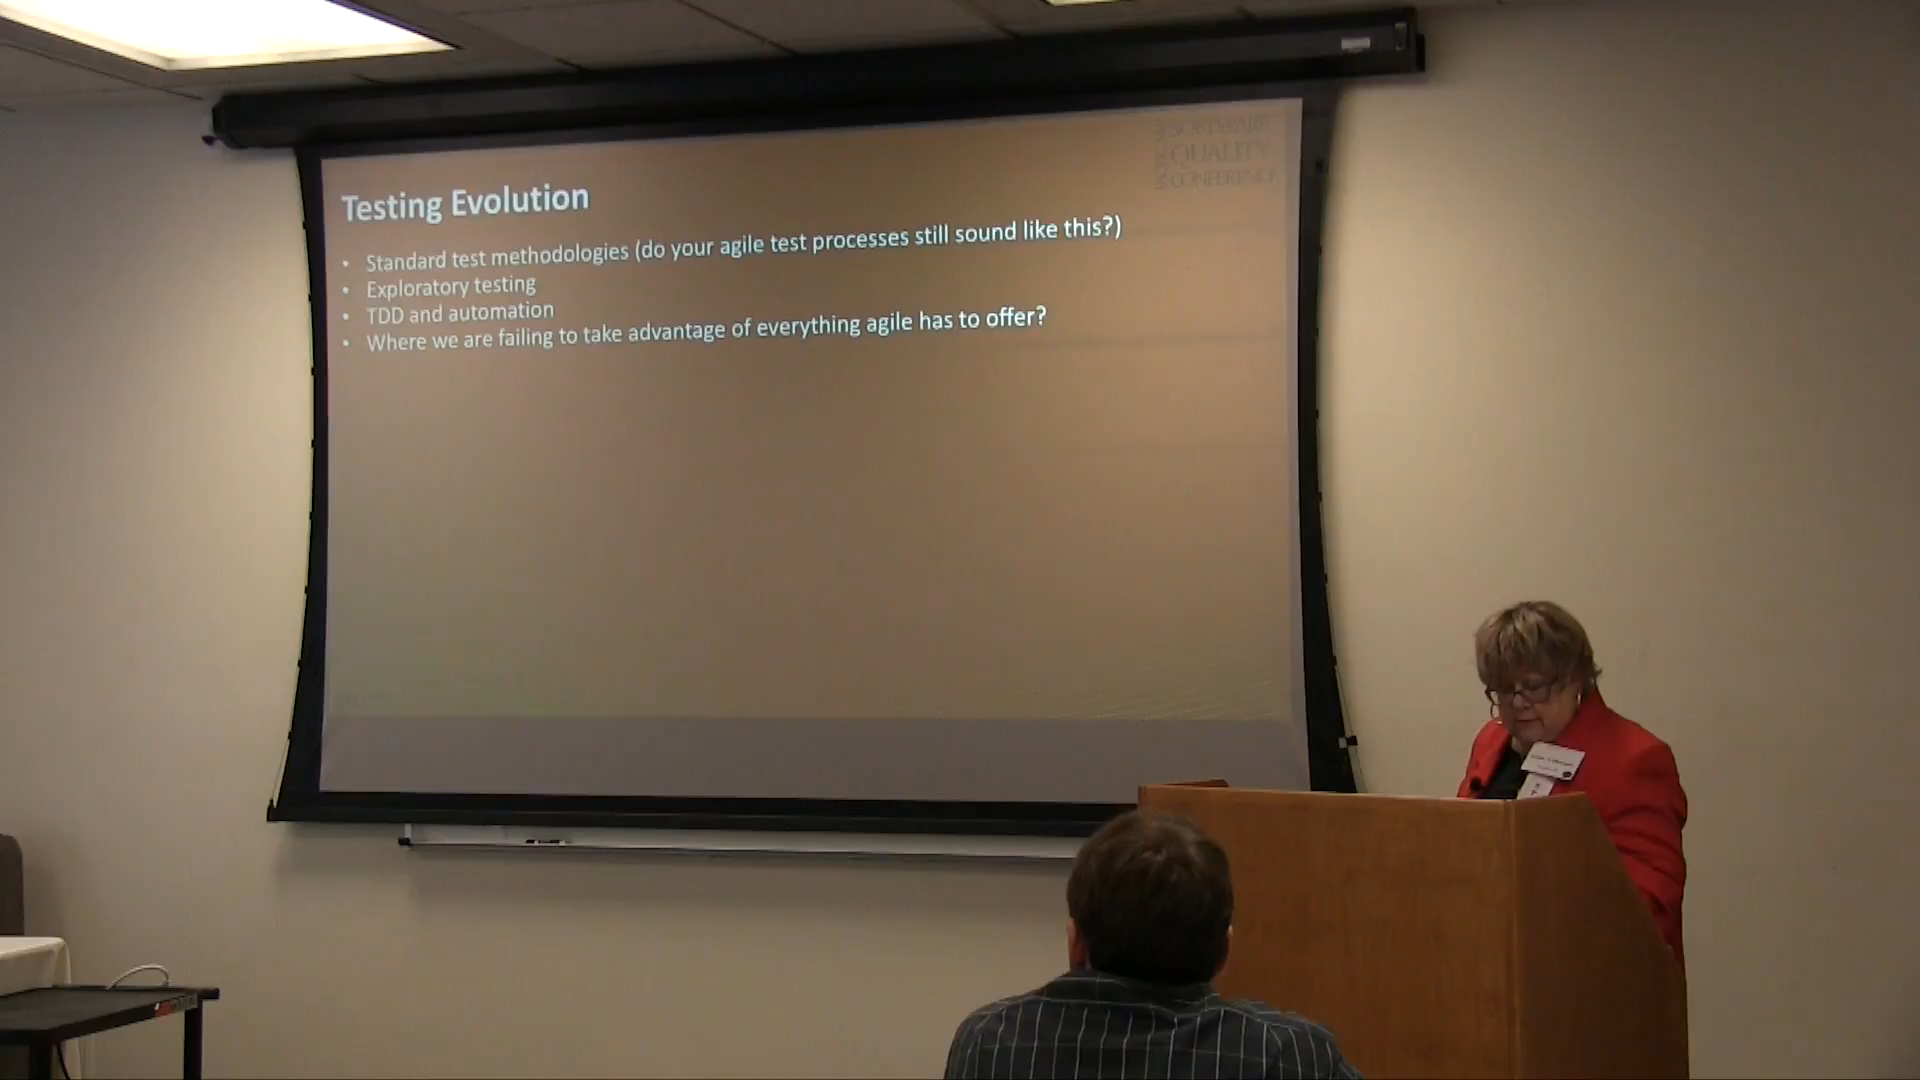 SOFTWARE
QUALITY
CONFERENCE
Testing Evolution
• Standard test methodologies (do your agile test processes still sound like this?)
• Exploratory testing
• TDD and automation
• Where we are failing to take advantage of everything agile has to offer?